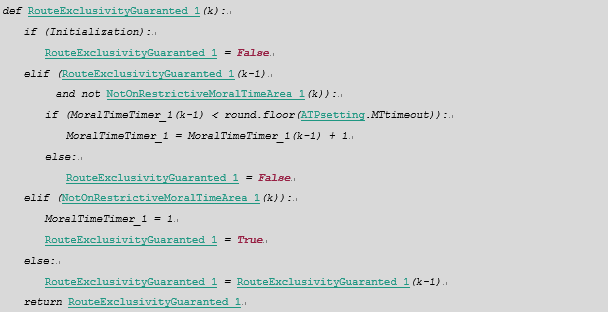 def RouteExclusivityGuaranted_1(k):
if (Initialization):
RouteExclusivityGuaranted_1 = False
elif (RouteExclusivityGuaranted_1(k-1)
and not NotOnRestrictiveMoralTimeArea_1(k)):
if (MoralTimeTimer_1(k-1) < round.floor(ATPsetting.MTtimeout)):
MoralTimeTimer_1 = MoralTimeTimer_1(k-1) + 1
else:
RouteExclusivityGuaranted_1 = False
elif (NotOnRestrictiveMoralTimeArea_1(k)):
MoralTimeTimer_1 = 1
RouteExclusivityGuaranted_1 = True
else:
RouteExclusivityGuaranted_1 = RouteExclusivityGuaranted_1(k-1)
return RouteExclusivityGuaranted_1